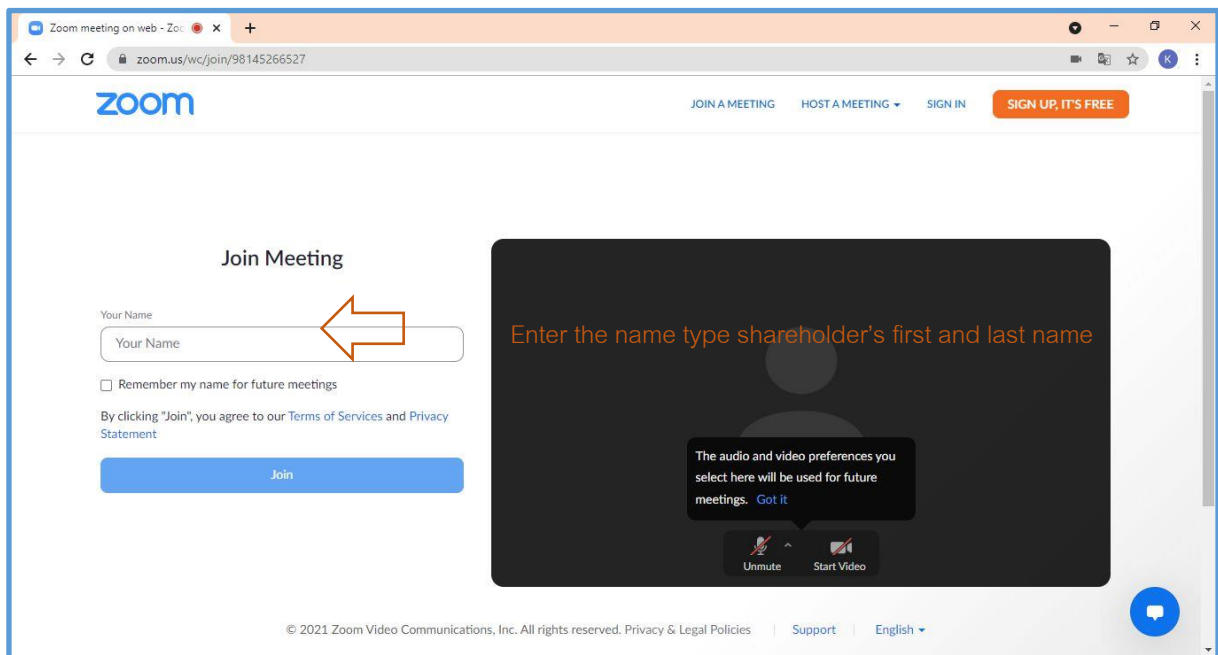 Zoom meeting on web - Zoo
zoom.us/wc/join/98145266527
K
zoom
JOIN A MEETING
HOST A MEETING
SIGN IN
SIGN UP, IT'S FREE
Join Meeting
Your Name
Your Name
Enter the name type shareholder's first and last name
Remember my name for future meetings
By clicking "Join", you agree to our Terms of Services and Privacy
Statement
Join
The audio and video preferences you
select here will be used for future
meetings. Got it
Unmute
Start Video
© 2021 Zoom Video Communications, Inc. All rights reserved. Privacy & Legal Policies
Support
English